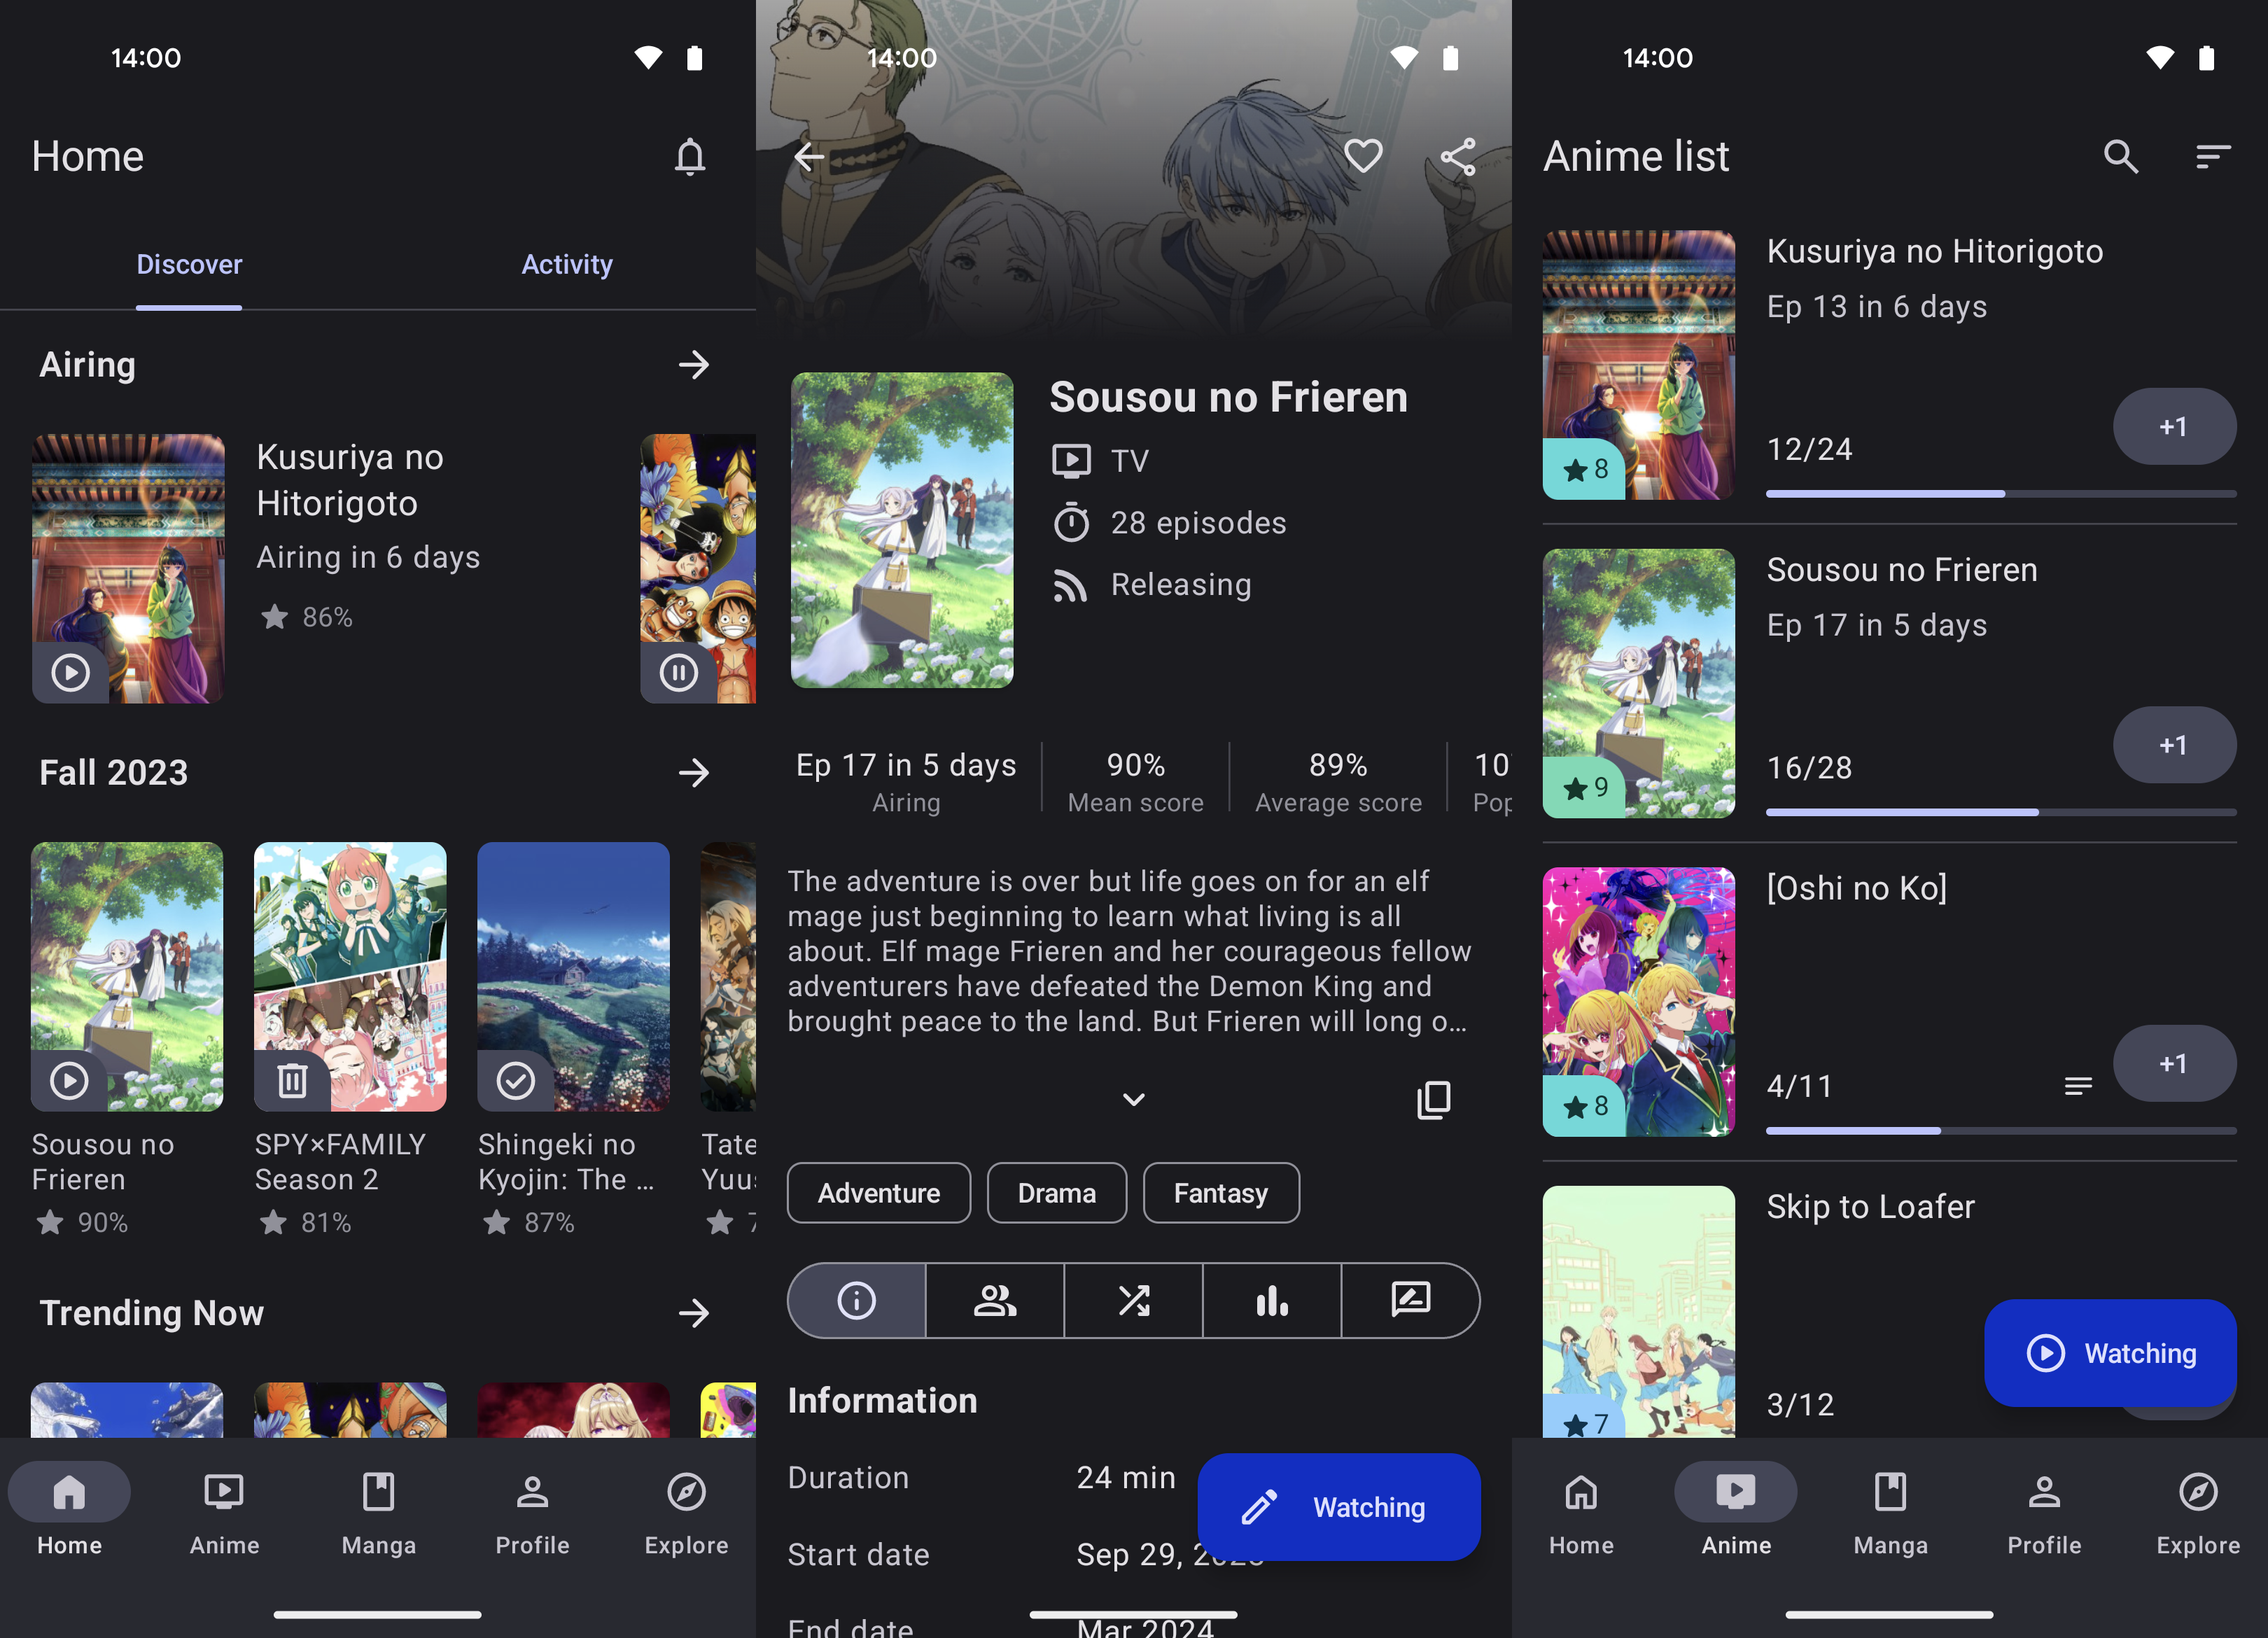 14:00
Home
Discover
Activity
Airing
Kusuriya no
Hitorigoto
Airing in 6 days
86%
Fall 2023
Sousou no
Frieren
90%
SPY×FAMILY
Season 2
81%
Shingeki no
Kyojin: The ...
87%
Trending Now
Home
Anime
Manga
Profile
Explore
14:00
Sousou no Frieren
TV
28 episodes
Releasing
Ep 17 in 5 days
Airing
90%
Mean score
89%
Average score
The adventure is over but life goes on for an elf
mage just beginning to learn what living is all
about. Elf mage Frieren and her courageous fellow
adventurers have defeated the Demon King and
brought peace to the land. But Frieren will long o...
Adventure
Drama
Fantasy
Information
Duration
24 min
Watching
Start date
Sep 29,
End date
Mar 2024
14:00
Anime list
Kusuriya no Hitorigoto
Ep 13 in 6 days
8
12/24
+1
Sousou no Frieren
Ep 17 in 5 days
9
16/28
+1
[Oshi no Ko]
8
4/11
+1
Skip to Loafer
7
3/12
Watching
Home
Anime
Manga
Profile
Explore